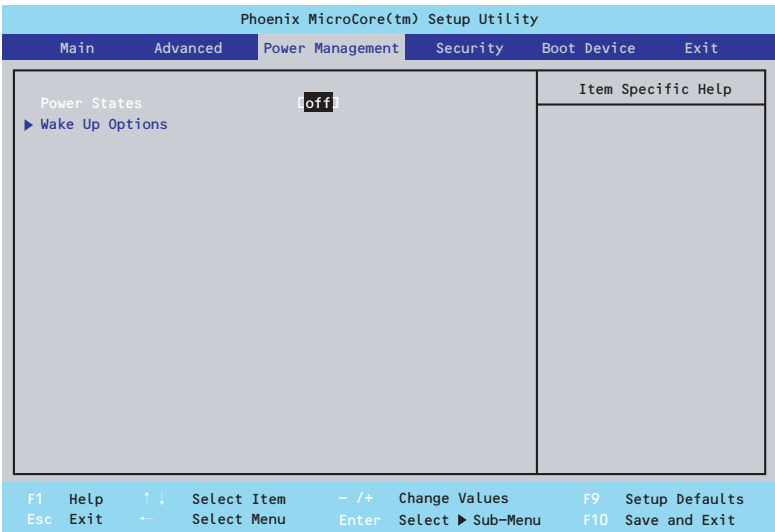 Phoenix MicroCore(tm) Setup Utility
Main Advanced Power Management Security Boot Device Exit
Item Specific Help
Power States [off]
▶ Wake Up Options
F1 Help ↑↓ Select Item - /+ Change Values F9 Setup Defaults
Esc Exit ← Select Menu Enter Select ▶ Sub-Menu F10 Save and Exit